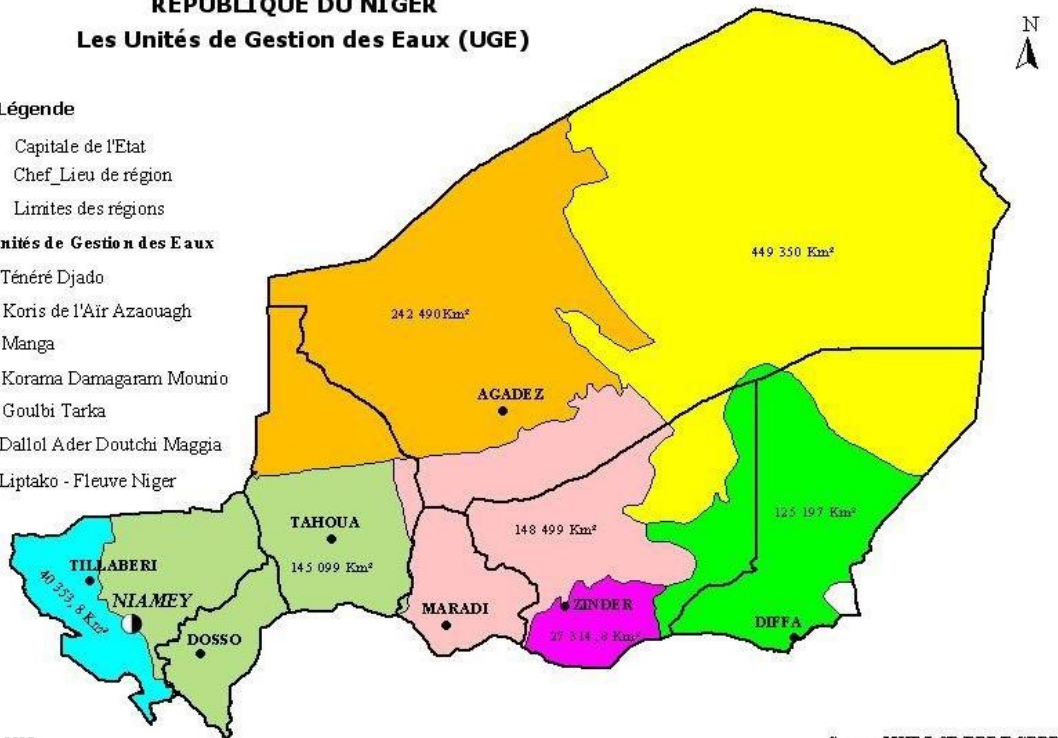 REPUBLIQUE DU NIGER
Les Unités de Gestion des Eaux (UGE)
N
Légende
Capitale de l'Etat
Chef_Lieu de région
Limites des régions
nités de Gestion des Eaux
Ténéré Djado
Koris de l'Aïr Azaouagh
Manga
Korama Damagaram Mounio
Goulbi Tarka
Dallol Ader Doutchi Maggia
Liptako - Fleuve Niger
449 350 Km²
242 490Km²
AGADEZ
TAHOUA
145 099 Km²
148 499 Km²
125 197 Km²
TILLABERI
40 353, 8 Km²
NIAMEY
DOSSO
MARADI
ZINDER
27 314, 8 Km²
DIFFA